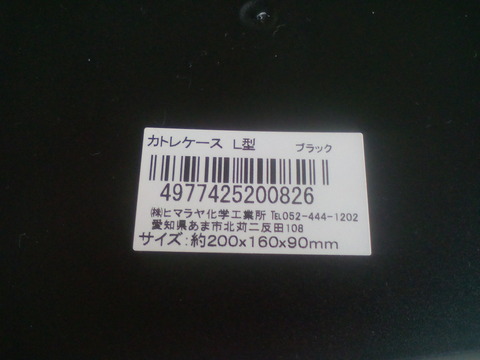 カトレケース L型 ブラック
4977425200826
㈱ヒマラヤ化学工業所 ℡052-444-1202
愛知県あま市北苅二反田108
サイズ:約200x160x90mm